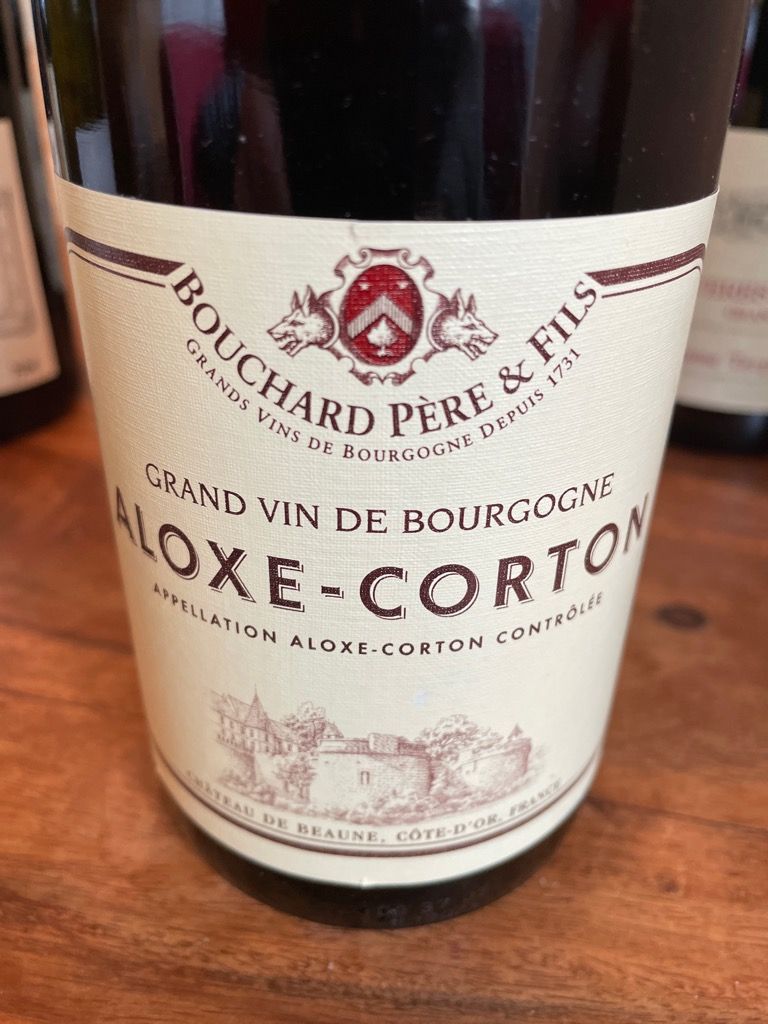 BOUCHARD PÈRE & FILS
GRANDS VINS DE BOURGOGNE DEPUIS 1731
GRAND VIN DE BOURGOGNE
ALOXE-CORTON
APPELLATION ALOXE-CORTON CONTRÔLÉE
CHÂTEAU DE BEAUNE, CÔTE-D'OR, FRANCE